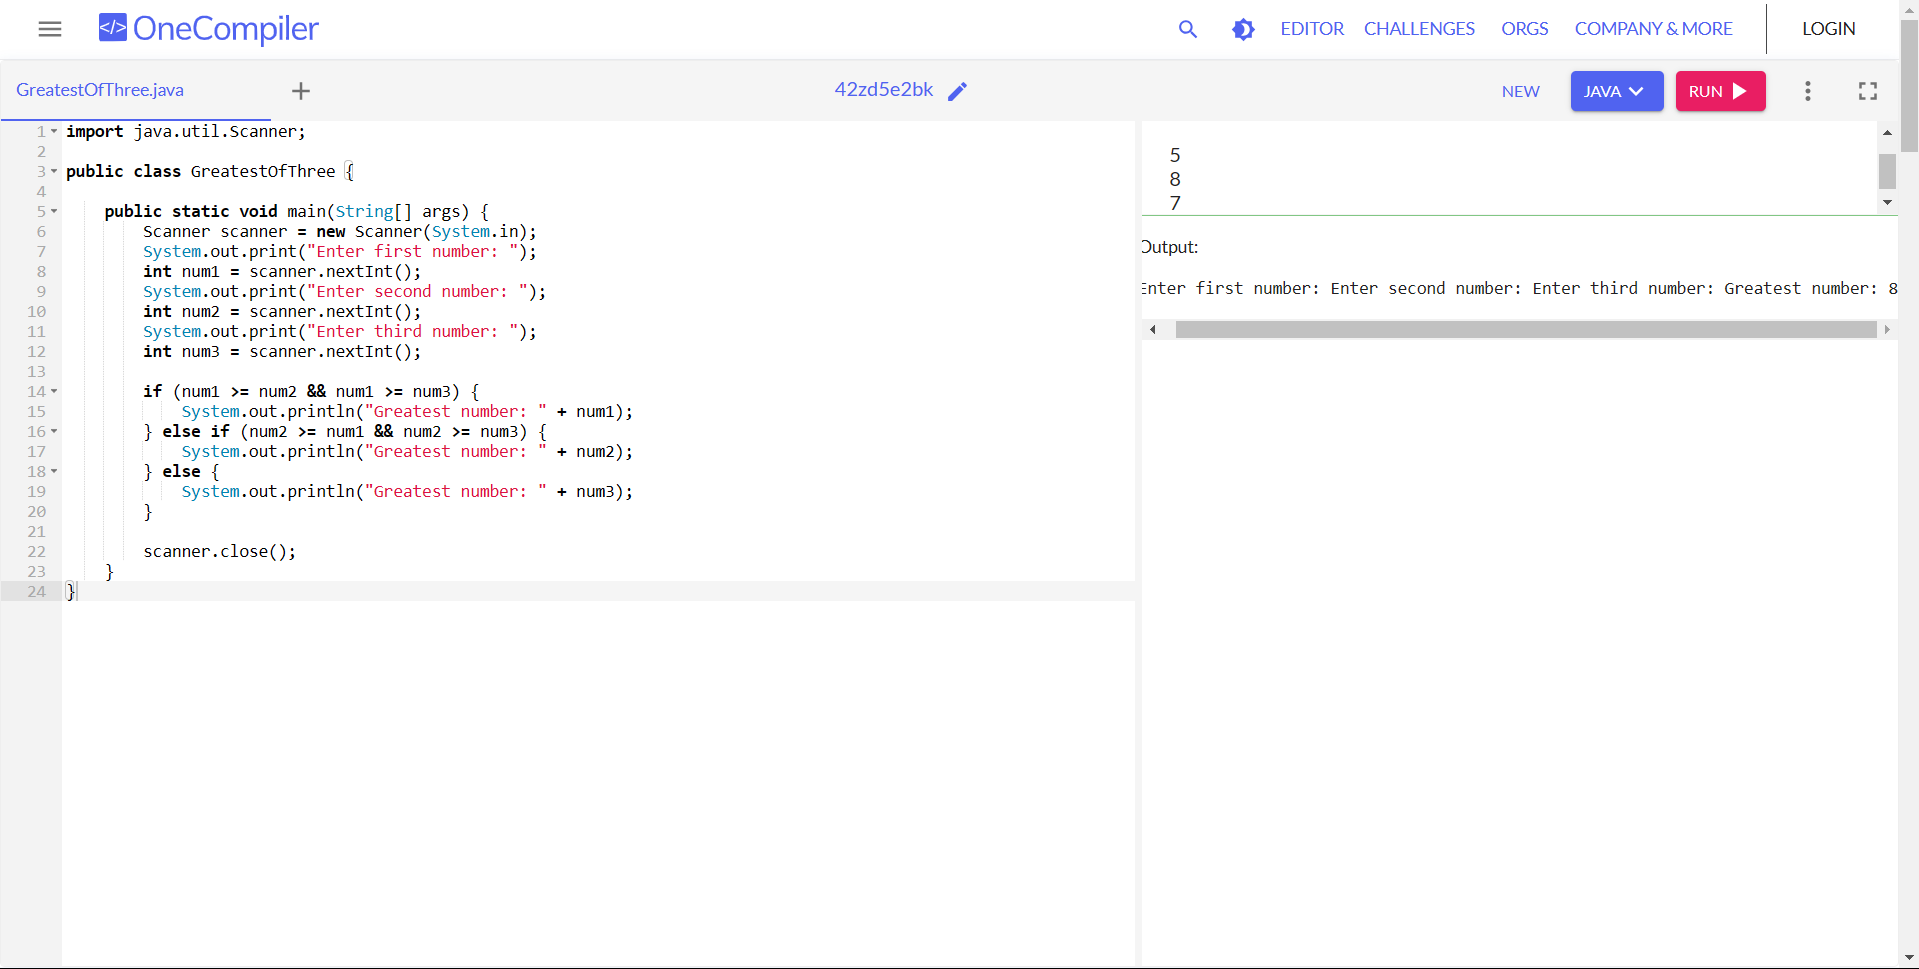 </> OneCompiler
EDITOR CHALLENGES ORGS COMPANY & MORE LOGIN
GreatestOfThree.java
42zd5e2bk
NEW JAVA RUN
1 import java.util.Scanner;
2
3 public class GreatestOfThree {
4
5     public static void main(String[] args) {
6         Scanner scanner = new Scanner(System.in);
7         System.out.print("Enter first number: ");
8         int num1 = scanner.nextInt();
9         System.out.print("Enter second number: ");
10         int num2 = scanner.nextInt();
11         System.out.print("Enter third number: ");
12         int num3 = scanner.nextInt();
13
14         if (num1 >= num2 && num1 >= num3) {
15             System.out.println("Greatest number: " + num1);
16         } else if (num2 >= num1 && num2 >= num3) {
17             System.out.println("Greatest number: " + num2);
18         } else {
19             System.out.println("Greatest number: " + num3);
20         }
21
22         scanner.close();
23     }
24 }
5
8
7
Output:
Enter first number: Enter second number: Enter third number: Greatest number: 8